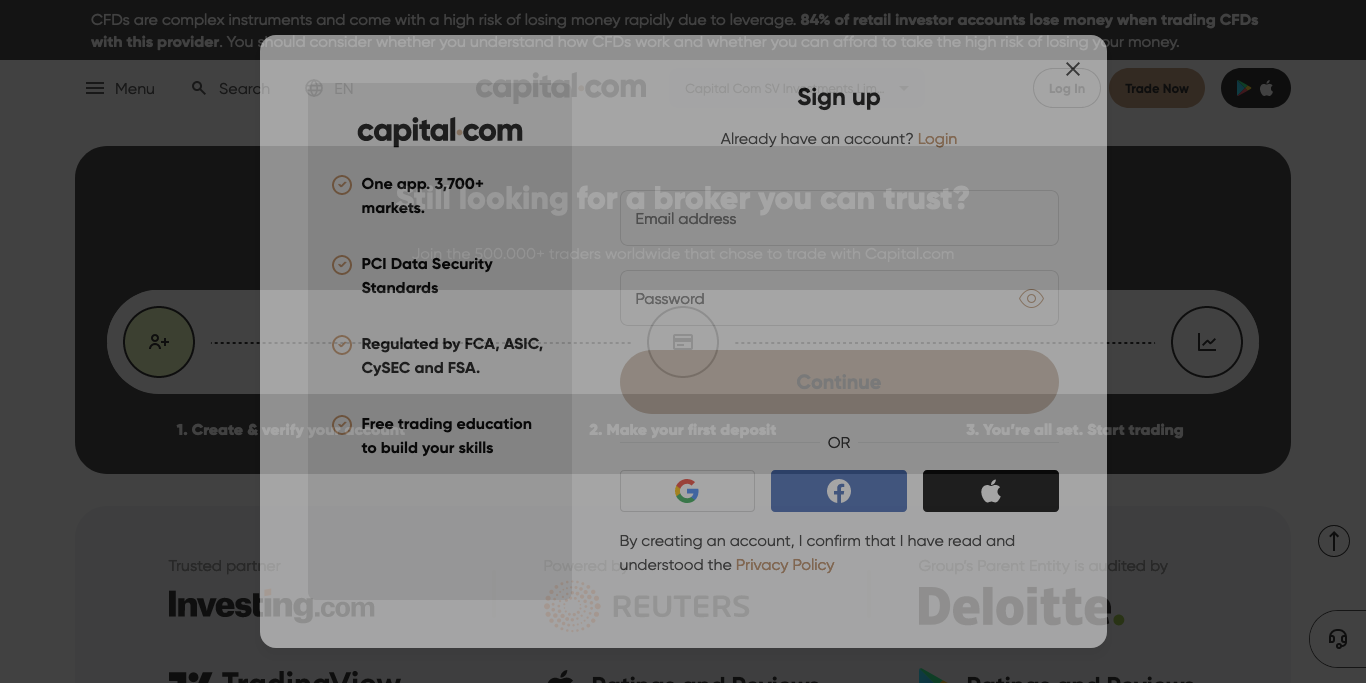 CFDs are complex instruments and come with a high risk of losing money rapidly due to leverage. 84% of retail investor accounts lose money when trading CFDs
with this provider. You should consider whether you understand how CFDs work and whether you can afford to take the high risk of losing your money.
Menu
Search
EN
capital.com
Capital Com SV Investments Lim...
Log In
Trade Now
Sign up
Already have an account? Login
capital.com
One app. 3,700+
markets.
PCI Data Security
Standards
Regulated by FCA, ASIC,
CySEC and FSA.
Free trading education
to build your skills
Email address
Password
Continue
OR
By creating an account, I confirm that I have read and
understood the Privacy Policy
Still looking for a broker you can trust?
Join the 500.000+ traders worldwide that chose to trade with Capital.com
1. Create & verify your account
2. Make your first deposit
3. You're all set. Start trading
Trusted partner
Investing.com
Powered by
REUTERS
Group's Parent Entity is audited by
Deloitte.
TradingView
Ratings and Reviews
Ratings and Reviews